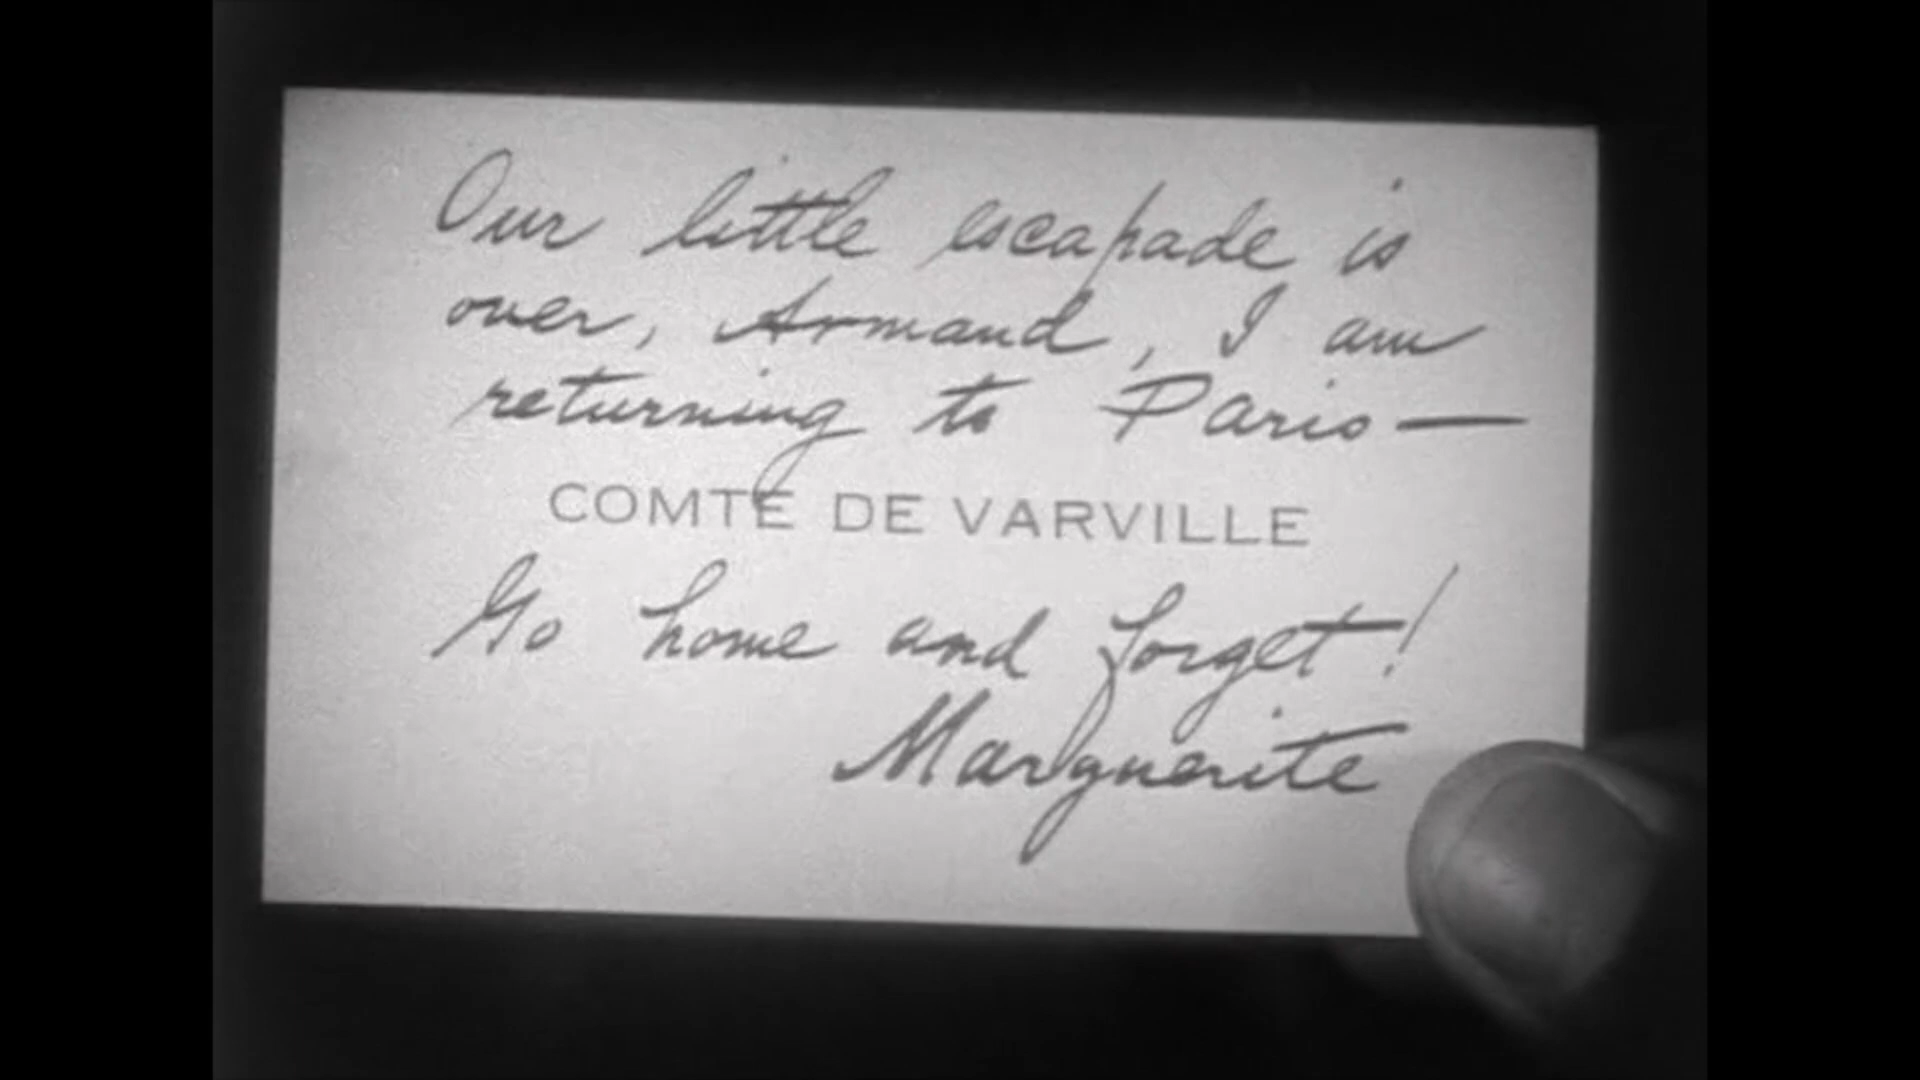 Our little escapade is
over, Armand, I am
returning to Paris—
COMTE DE VARVILLE
Go home and forget!
Marguerite